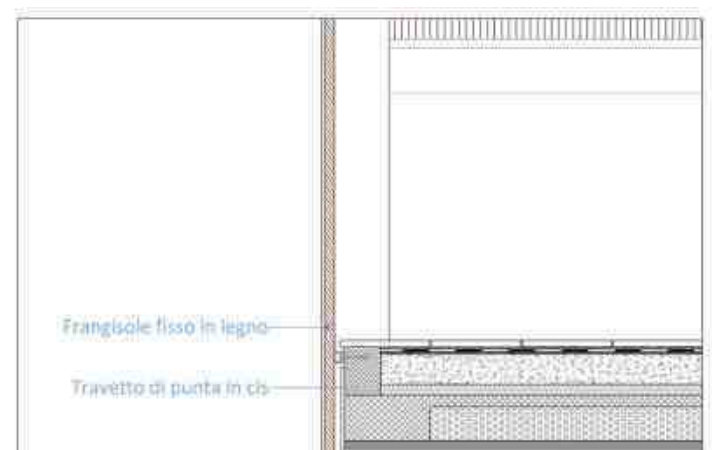 Frangisole fisso in legno
Travetto di punta in cls